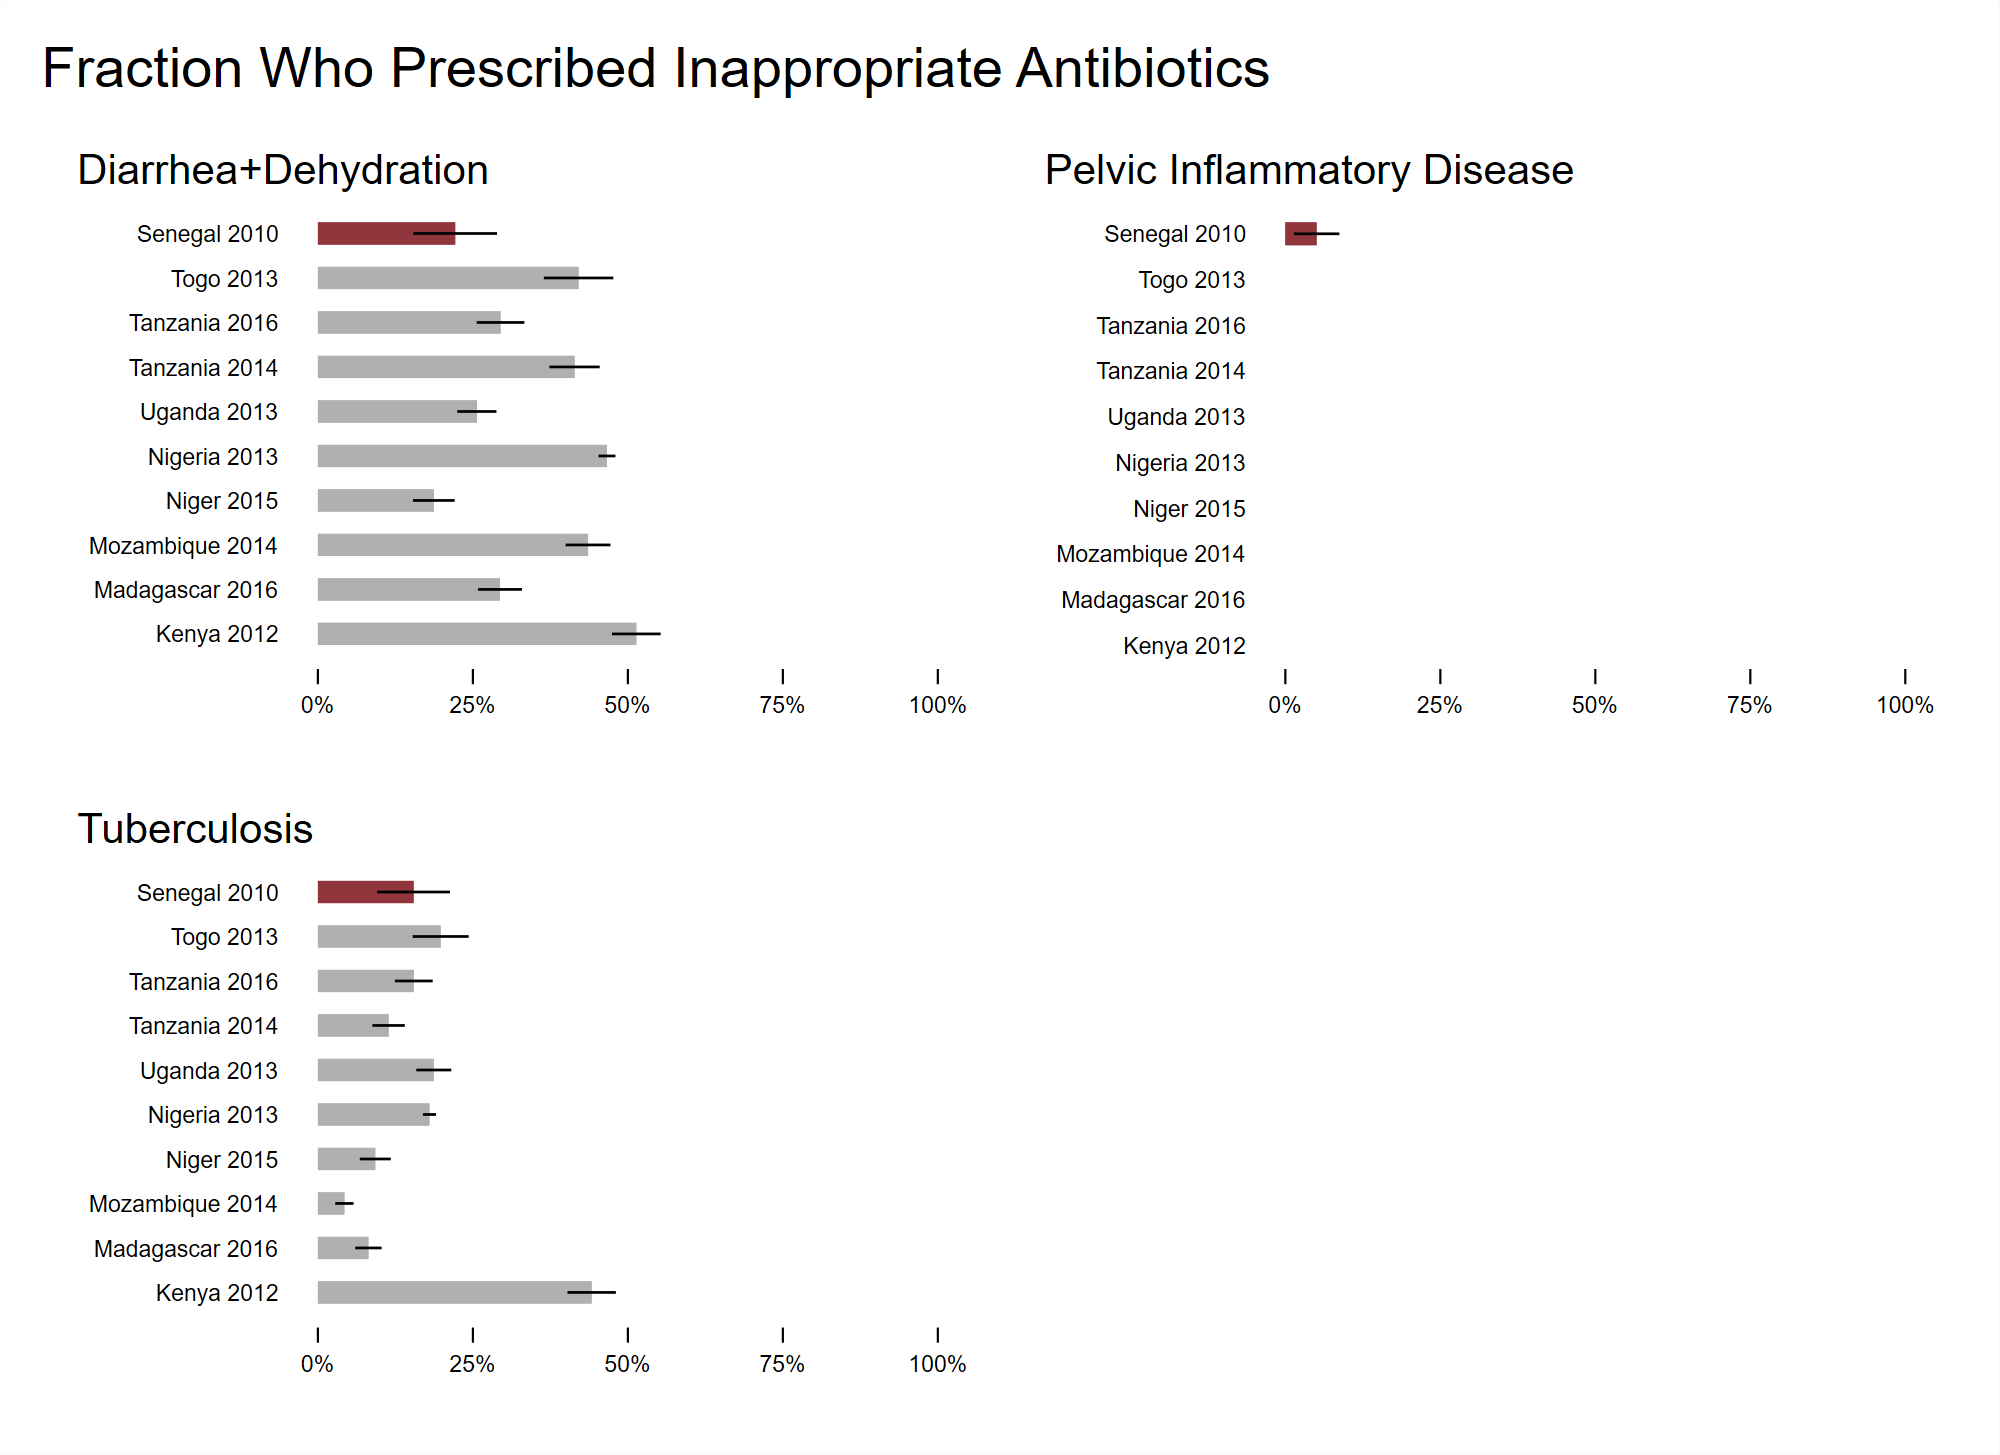 Fraction Who Prescribed Inappropriate Antibiotics
Diarrhea+Dehydration
Senegal 2010
Togo 2013
Tanzania 2016
Tanzania 2014
Uganda 2013
Nigeria 2013
Niger 2015
Mozambique 2014
Madagascar 2016
Kenya 2012
0% 25% 50% 75% 100%
Pelvic Inflammatory Disease
Senegal 2010
Togo 2013
Tanzania 2016
Tanzania 2014
Uganda 2013
Nigeria 2013
Niger 2015
Mozambique 2014
Madagascar 2016
Kenya 2012
0% 25% 50% 75% 100%
Tuberculosis
Senegal 2010
Togo 2013
Tanzania 2016
Tanzania 2014
Uganda 2013
Nigeria 2013
Niger 2015
Mozambique 2014
Madagascar 2016
Kenya 2012
0% 25% 50% 75% 100%